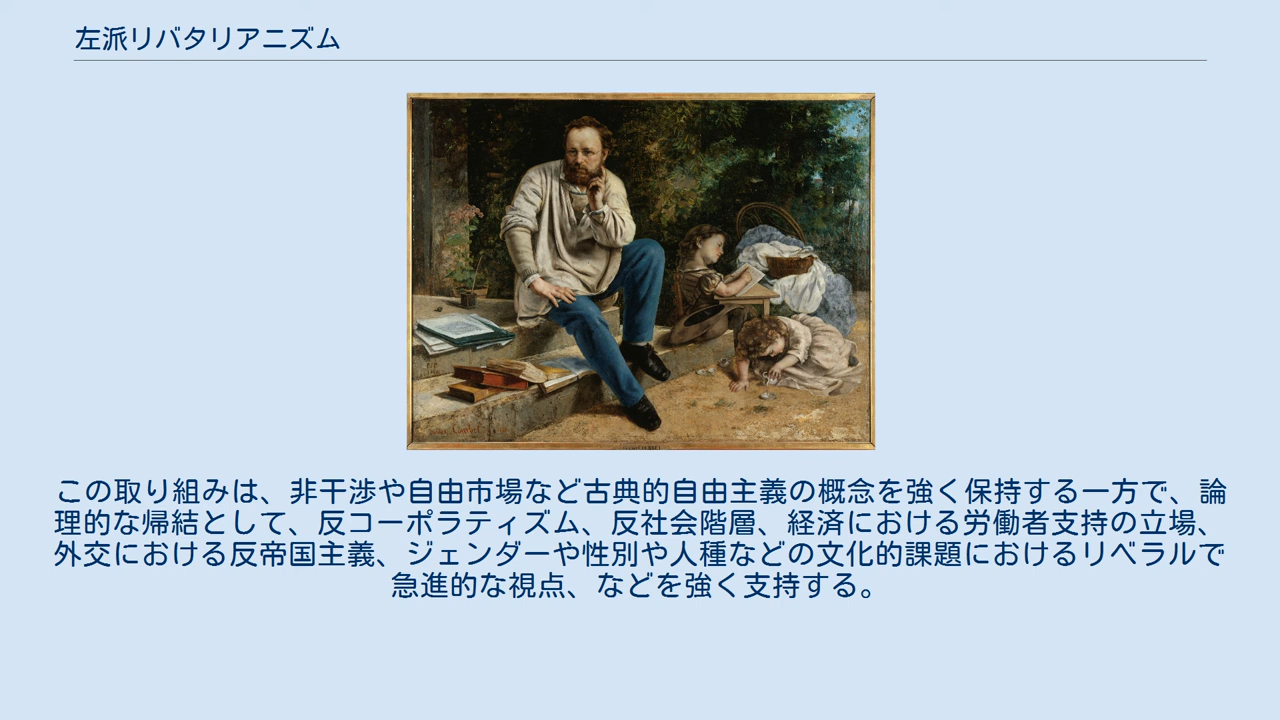 左派リバタリアニズム
この取り組みは、非干渉や自由市場など古典的自由主義の概念を強く保持する一方で、論
理的な帰結として、反コーポラティズム、反社会階層、経済における労働者支持の立場、
外交における反帝国主義、ジェンダーや性別や人種などの文化的課題におけるリベラルで
急進的な視点、などを強く支持する。